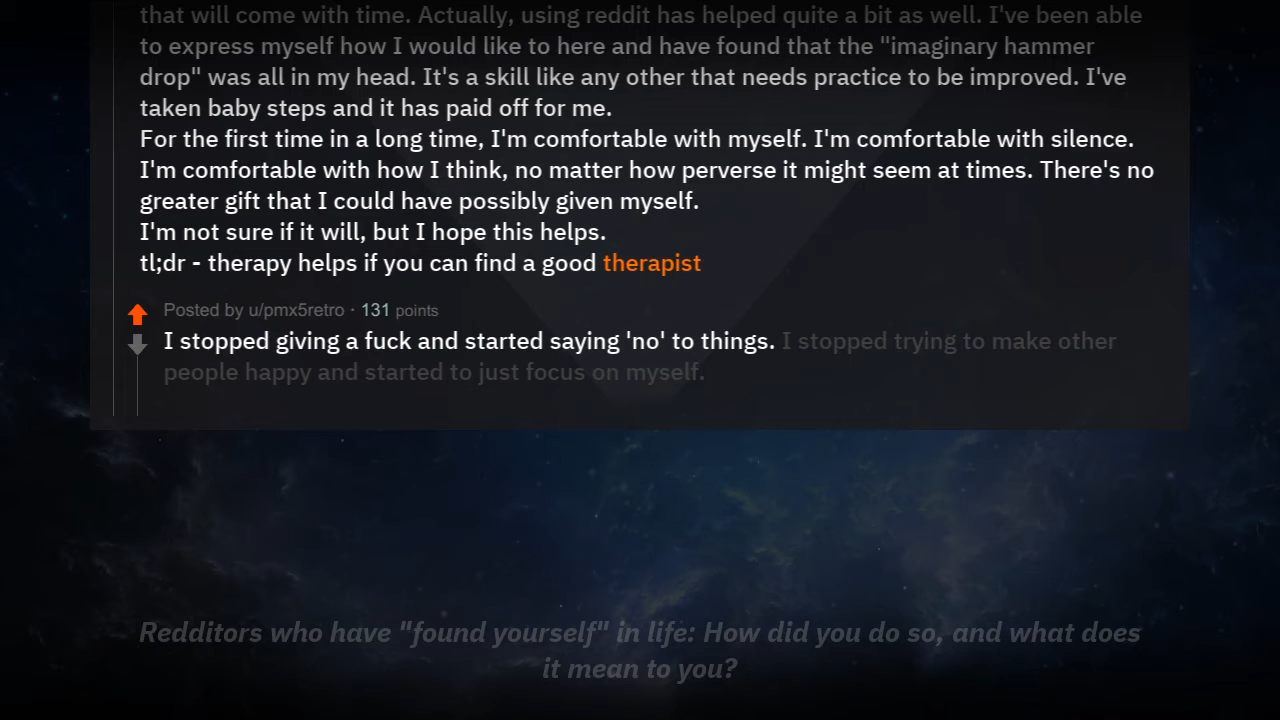 that will come with time. Actually, using reddit has helped quite a bit as well. I've been able
to express myself how I would like to here and have found that the "imaginary hammer
drop" was all in my head. It's a skill like any other that needs practice to be improved. I've
taken baby steps and it has paid off for me.
For the first time in a long time, I'm comfortable with myself. I'm comfortable with silence.
I'm comfortable with how I think, no matter how perverse it might seem at times. There's no
greater gift that I could have possibly given myself.
I'm not sure if it will, but I hope this helps.
tl;dr - therapy helps if you can find a good therapist
Posted by u/pmx5retro · 131 points
I stopped giving a fuck and started saying 'no' to things. I stopped trying to make other
people happy and started to just focus on myself.
Redditors who have "found yourself" in life: How did you do so, and what does
it mean to you?